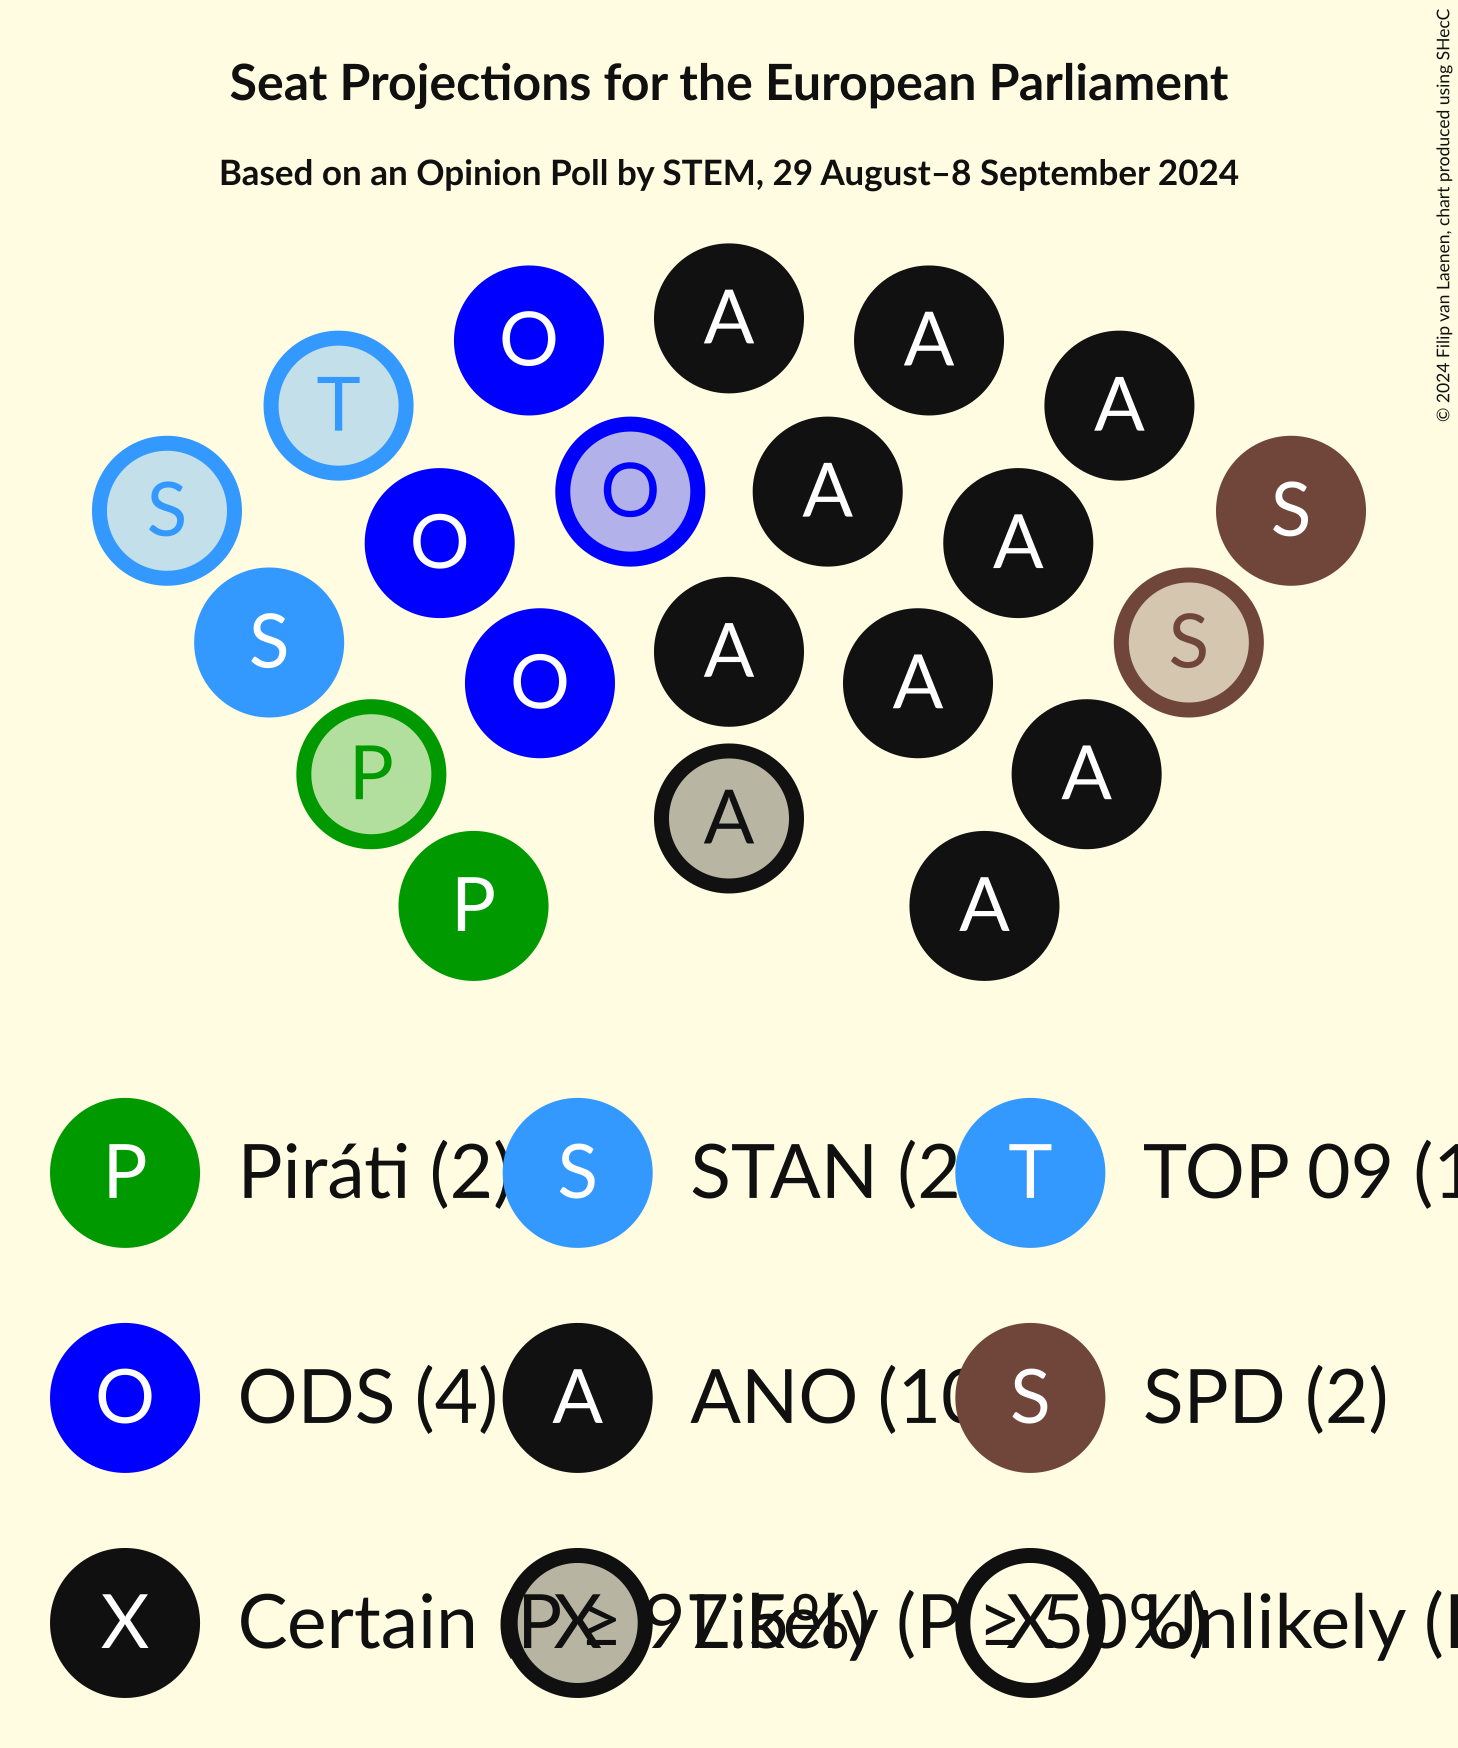 Seat Projections for the European Parliament
Based on an Opinion Poll by STEM, 29 August–8 September 2024
© 2024 Filip van Laenen, chart produced using SHecC
A
O A A
T A
O A
S O A S
S A S
O A
P A
A
P A
P Piráti (2) S STAN (2 T TOP 09 (1
O ODS (4) A ANO (10 S SPD (2)
X Certain (P ≥ 97.5%) X Likely (P ≥ 50%) X Unlikely (